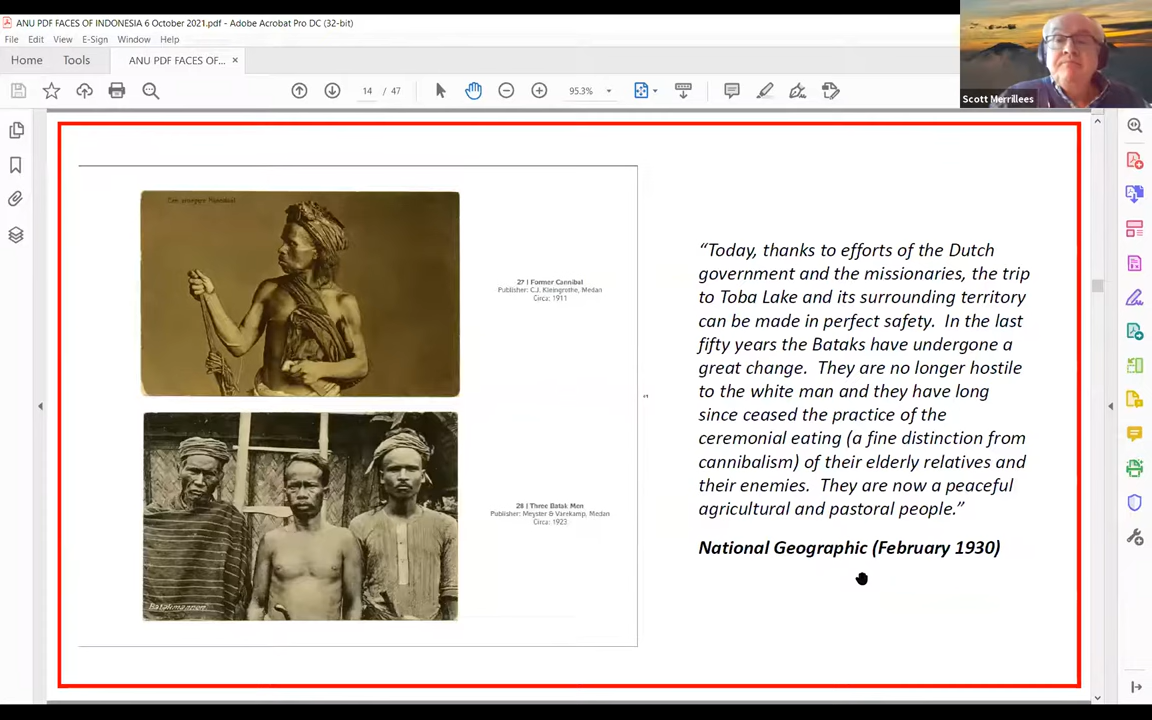 ANU PDF FACES OF INDONESIA 6 October 2021.pdf - Adobe Acrobat Pro DC (32-bit)
File Edit View E-Sign Window Help
Home Tools ANU PDF FACES OF... ×
14 / 47 95.3%
Scott Merrillees
27 | Former Cannibal
Publisher: C.J. Kleingrothe, Medan
Circa: 1911
28 | Three Batak Men
Publisher: Meyster & Varekamp, Medan
Circa: 1923
Batakmannen.
“Today, thanks to efforts of the Dutch
government and the missionaries, the trip
to Toba Lake and its surrounding territory
can be made in perfect safety. In the last
fifty years the Bataks have undergone a
great change. They are no longer hostile
to the white man and they have long
since ceased the practice of the
ceremonial eating (a fine distinction from
cannibalism) of their elderly relatives and
their enemies. They are now a peaceful
agricultural and pastoral people.”
National Geographic (February 1930)